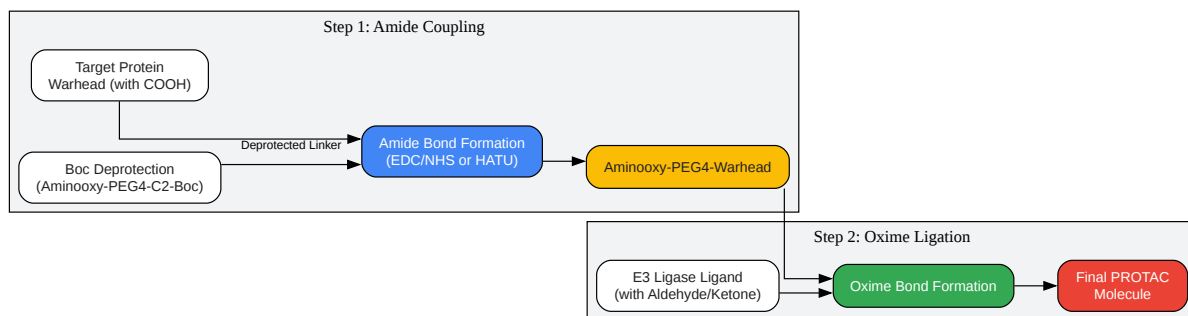 Step 1: Amide Coupling
Target Protein
Warhead (with COOH)
Deprotected Linker
Boc Deprotection
(Aminooxy-PEG4-C2-Boc)
Amide Bond Formation
(EDC/NHS or HATU)
Aminooxy-PEG4-Warhead
Step 2: Oxime Ligation
E3 Ligase Ligand
(with Aldehyde/Ketone)
Oxime Bond Formation
Final PROTAC
Molecule